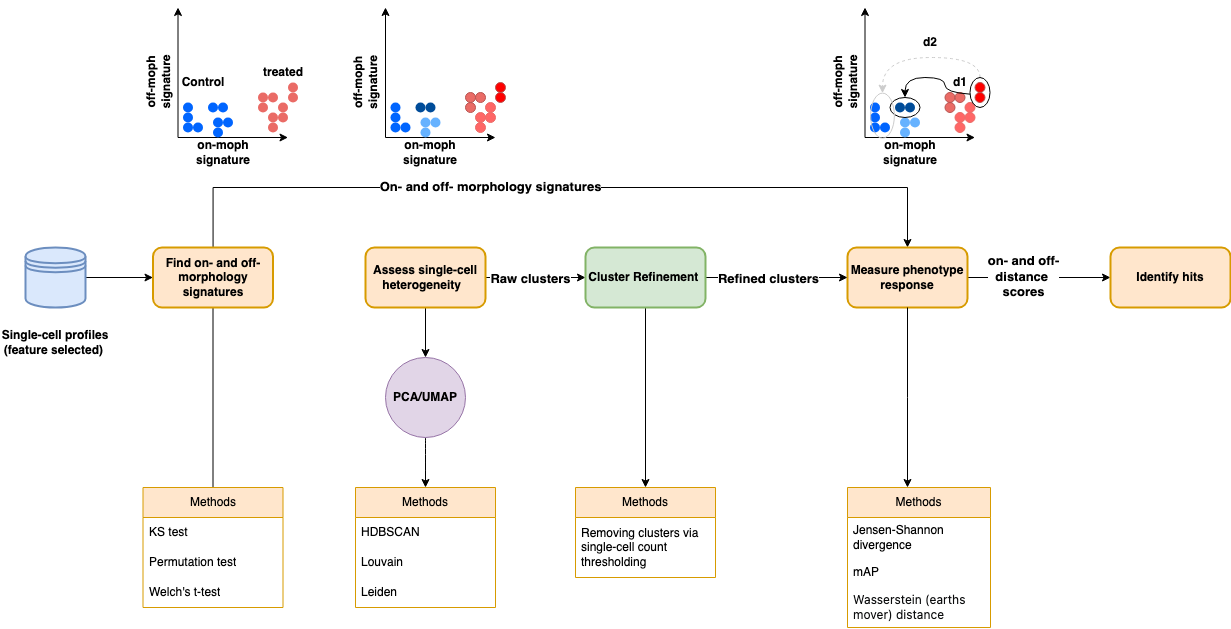 off-moph
signature
Control
treated
on-moph
signature
off-moph
signature
on-moph
signature
off-moph
signature
d2
d1
on-moph
signature
On- and off- morphology signatures
Single-cell profiles
(feature selected)
Find on- and off-
morphology
signatures
Assess single-cell
heterogeneity
Raw clusters
Cluster Refinement
Refined clusters
Measure phenotype
response
on- and off-
distance
scores
Identify hits
PCA/UMAP
Methods
KS test
Permutation test
Welch's t-test
Methods
HDBSCAN
Louvain
Leiden
Methods
Removing clusters via
single-cell count
thresholding
Methods
Jensen-Shannon
divergence
mAP
Wasserstein (earths
mover) distance